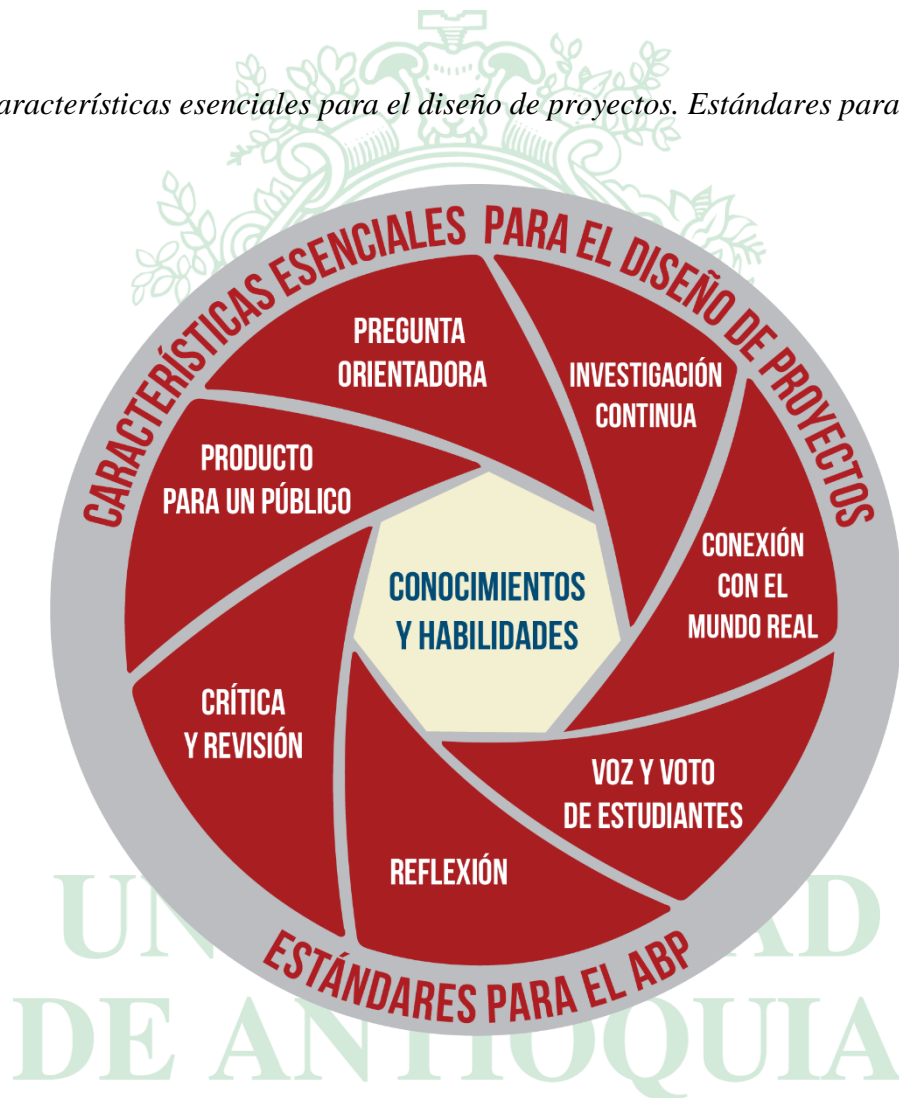 aracterísticas esenciales para el diseño de proyectos. Estándares para
CARACTERÍSTICAS ESENCIALES PARA EL DISEÑO DE PROYECTOS
PREGUNTA
ORIENTADORA
INVESTIGACIÓN
CONTINUA
PRODUCTO
PARA UN PÚBLICO
CONEXIÓN
CON EL
MUNDO REAL
CONOCIMIENTOS
Y HABILIDADES
CRÍTICA
Y REVISIÓN
VOZ Y VOTO
DE ESTUDIANTES
REFLEXIÓN
ESTÁNDARES PARA EL ABP
UN AD
DE ANTIOQUIA